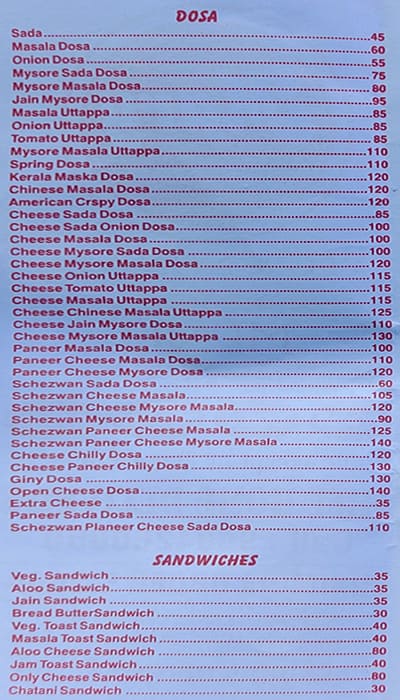 DOSA
Sada 45
Masala Dosa 60
Onion Dosa 55
Mysore Sada Dosa 75
Mysore Masala Dosa 80
Jain Mysore Dosa 95
Masala Uttappa 85
Onion Uttappa 85
Tomato Uttappa 85
Mysore Masala Uttappa 110
Spring Dosa 110
Kerala Maska Dosa 120
Chinese Masala Dosa 120
American Crspy Dosa 120
Cheese Sada Dosa 85
Cheese Sada Onion Dosa 100
Cheese Masala Dosa 100
Cheese Mysore Sada Dosa 100
Cheese Mysore Masala Dosa 120
Cheese Onion Uttappa 115
Cheese Tomato Uttappa 115
Cheese Masala Uttappa 115
Cheese Chinese Masala Uttappa 125
Cheese Jain Mysore Dosa 110
Cheese Mysore Masala Uttappa 130
Paneer Masala Dosa 100
Paneer Cheese Masala Dosa 110
Paneer Cheese Mysore Dosa 120
Schezwan Sada Dosa 60
Schezwan Cheese Masala 105
Schezwan Cheese Mysore Masala 120
Schezwan Mysore Masala 90
Schezwan Paneer Cheese Masala 125
Schezwan Paneer Cheese Mysore Masala 140
Cheese Chilly Dosa 120
Cheese Paneer Chilly Dosa 130
Giny Dosa 130
Open Cheese Dosa 140
Extra Cheese 35
Paneer Sada Dosa 85
Schezwan Planeer Cheese Sada Dosa 110
SANDWICHES
Veg. Sandwich 35
Aloo Sandwich 35
Jain Sandwich 35
Bread ButterSandwich 30
Veg. Toast Sandwich 40
Masala Toast Sandwich 40
Aloo Cheese Sandwich 80
Jam Toast Sandwich 40
Only Cheese Sandwich 80
Chatani Sandwich 30